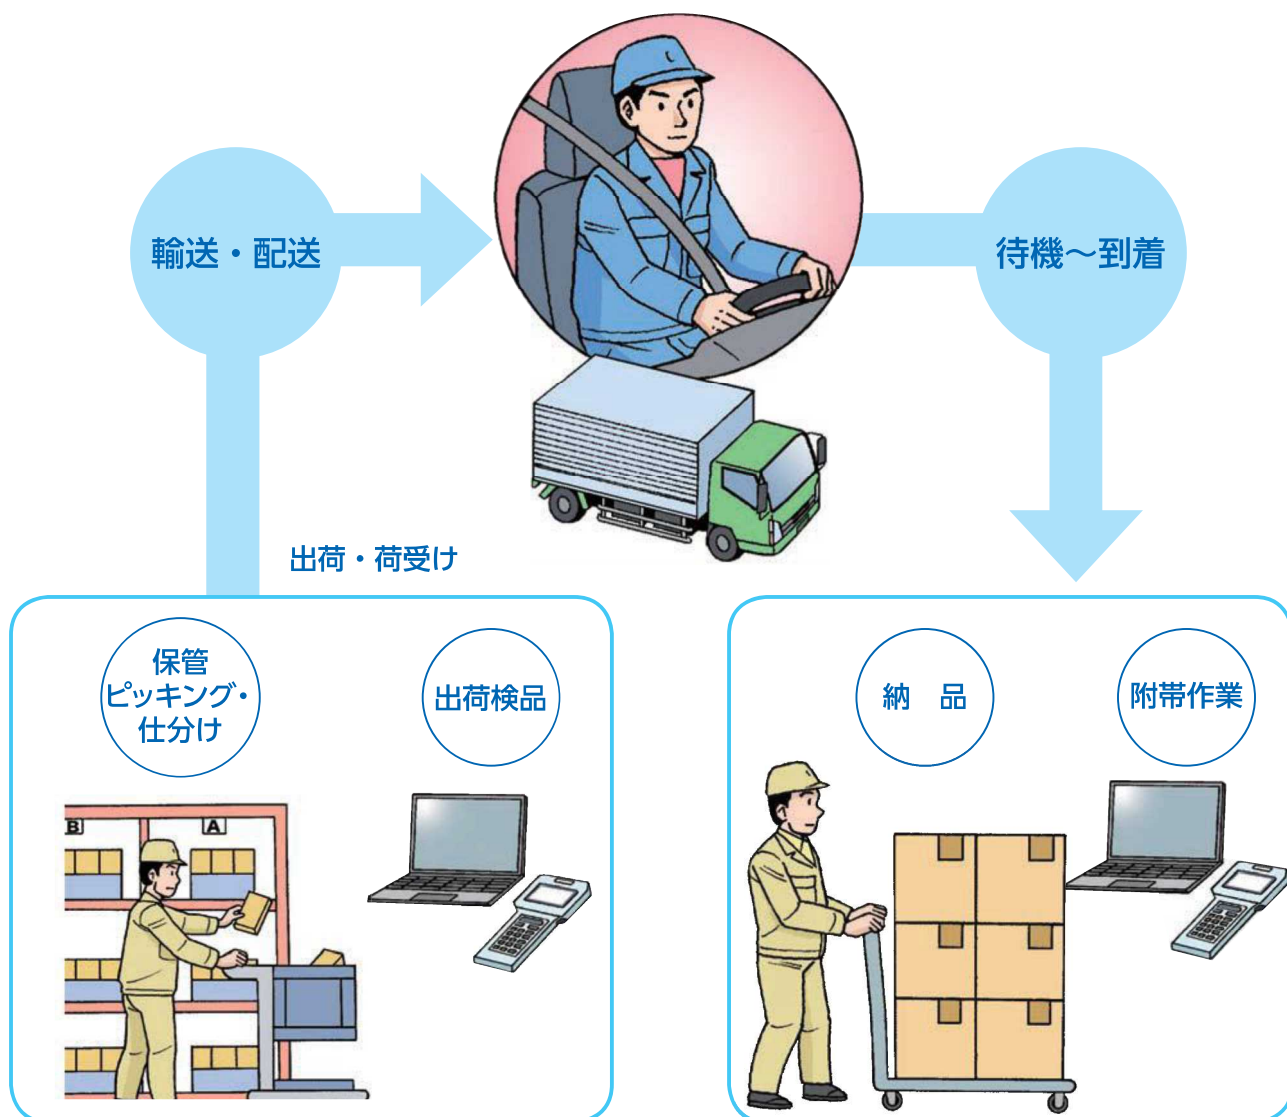 輸送・配送
待機～到着
出荷・荷受け
保管
ピッキング・
仕分け
出荷検品
納　品
附帯作業
B
A